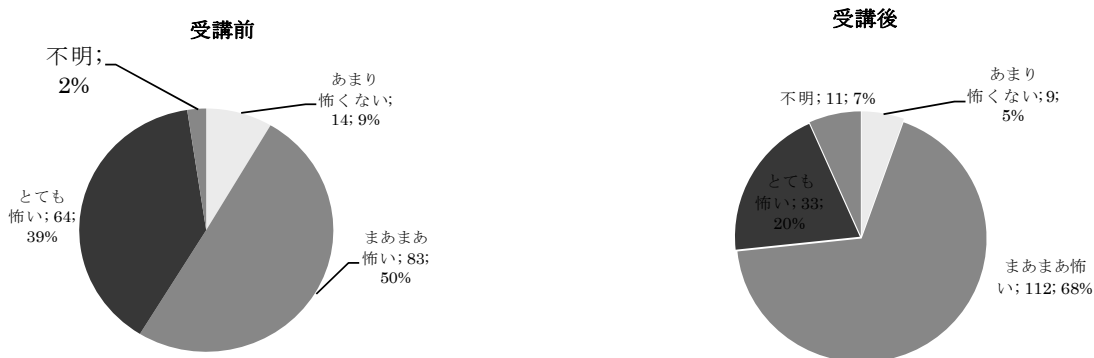 受講前
不明;
2%
あまり
怖くない;
14; 9%
とても
怖い; 64;
39%
まあまあ
怖い; 83;
50%
受講後
不明; 11; 7%
あまり
怖くない; 9;
5%
とても
怖い; 33;
20%
まあまあ怖
い; 112; 68%